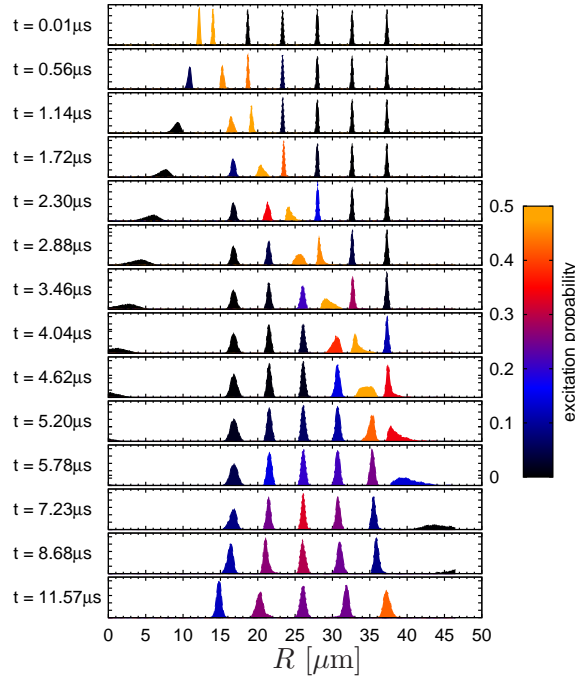 t = 0.01μs
t = 0.56μs
t = 1.14μs
t = 1.72μs
t = 2.30μs
t = 2.88μs
t = 3.46μs
t = 4.04μs
t = 4.62μs
t = 5.20μs
t = 5.78μs
t = 7.23μs
t = 8.68μs
t = 11.57μs
0 5 10 15 20 25 30 35 40 45 50
R [μm]
0.5
0.4
0.3
0.2
0.1
0
excitation probability